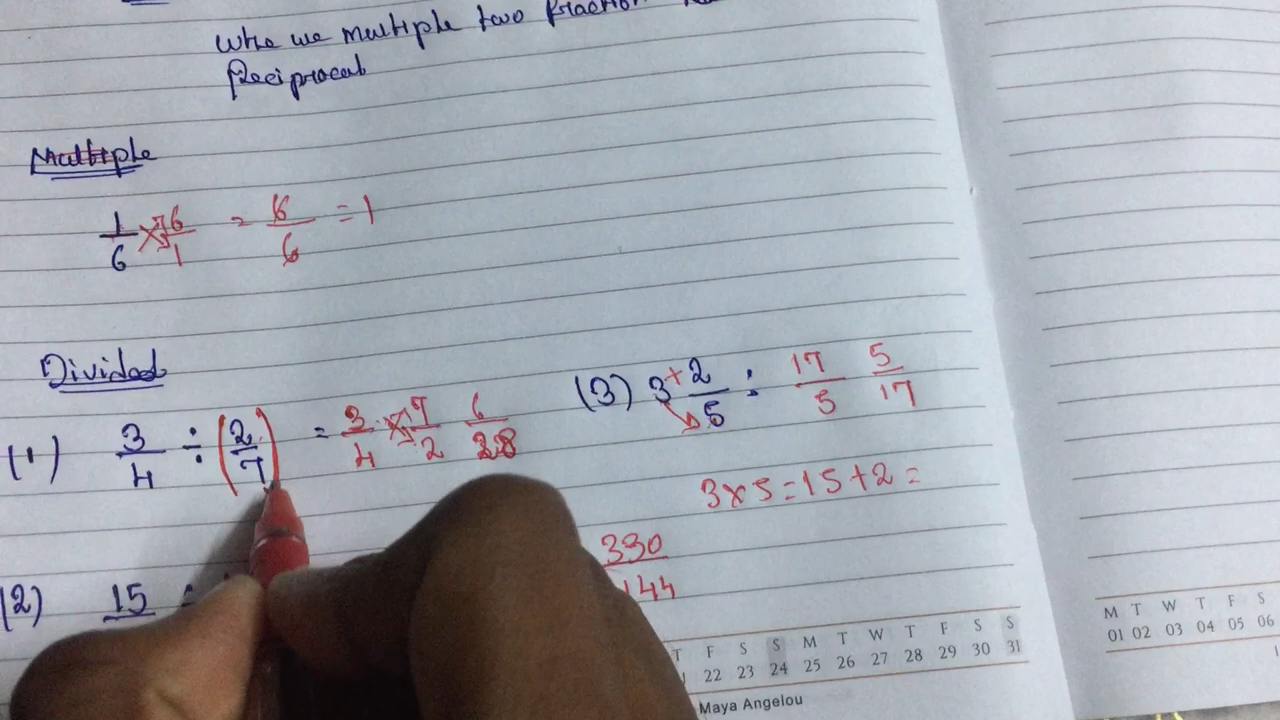 Whe we multiple two fraction
Reciprocal
Multiple
1/6 × 6/1 = 6/6 = 1
Divided
(1) 3/4 ÷ (2/7) = 3/4 × 7/2 6/28
(3) 3+2/5 : 17/5 5/17
3×5=15+2=
(2) 15
330/144
M T W T F S
01 02 03 04 05 06
T F S S M T W T F S S
22 23 24 25 26 27 28 29 30 31
Maya Angelou